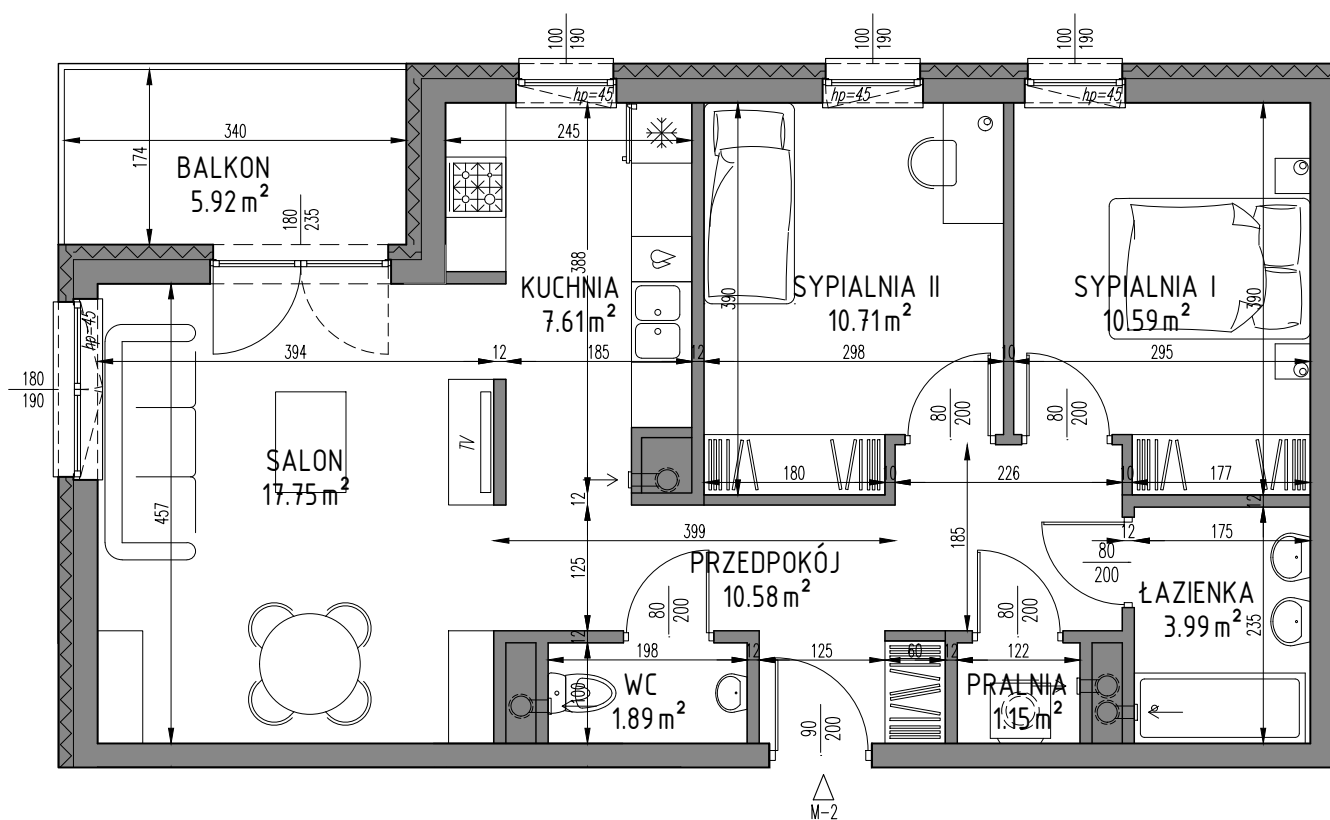 100
190
100
190
100
190
hp=45
hp=45
hp=45
340
174
BALKON
5.92 m²
180
235
245
388
KUCHNIA
7.61 m²
390
SYPIALNIA II
10.71 m²
SYPIALNIA I
10.59 m²
390
hp=45
180
190
394
12
185
12
298
10
295
80
200
80
200
TV
SALON
17.75 m²
457
180
10
226
10
177
12
12
399
185
12
175
80
200
125
PRZEDPOKÓJ
10.58 m²
ŁAZIENKA
3.99 m²
235
80
200
80
200
12
198
12
125
60
12
122
WC
1.89 m²
100
PRALNIA
1.15 m²
90
200
M-2